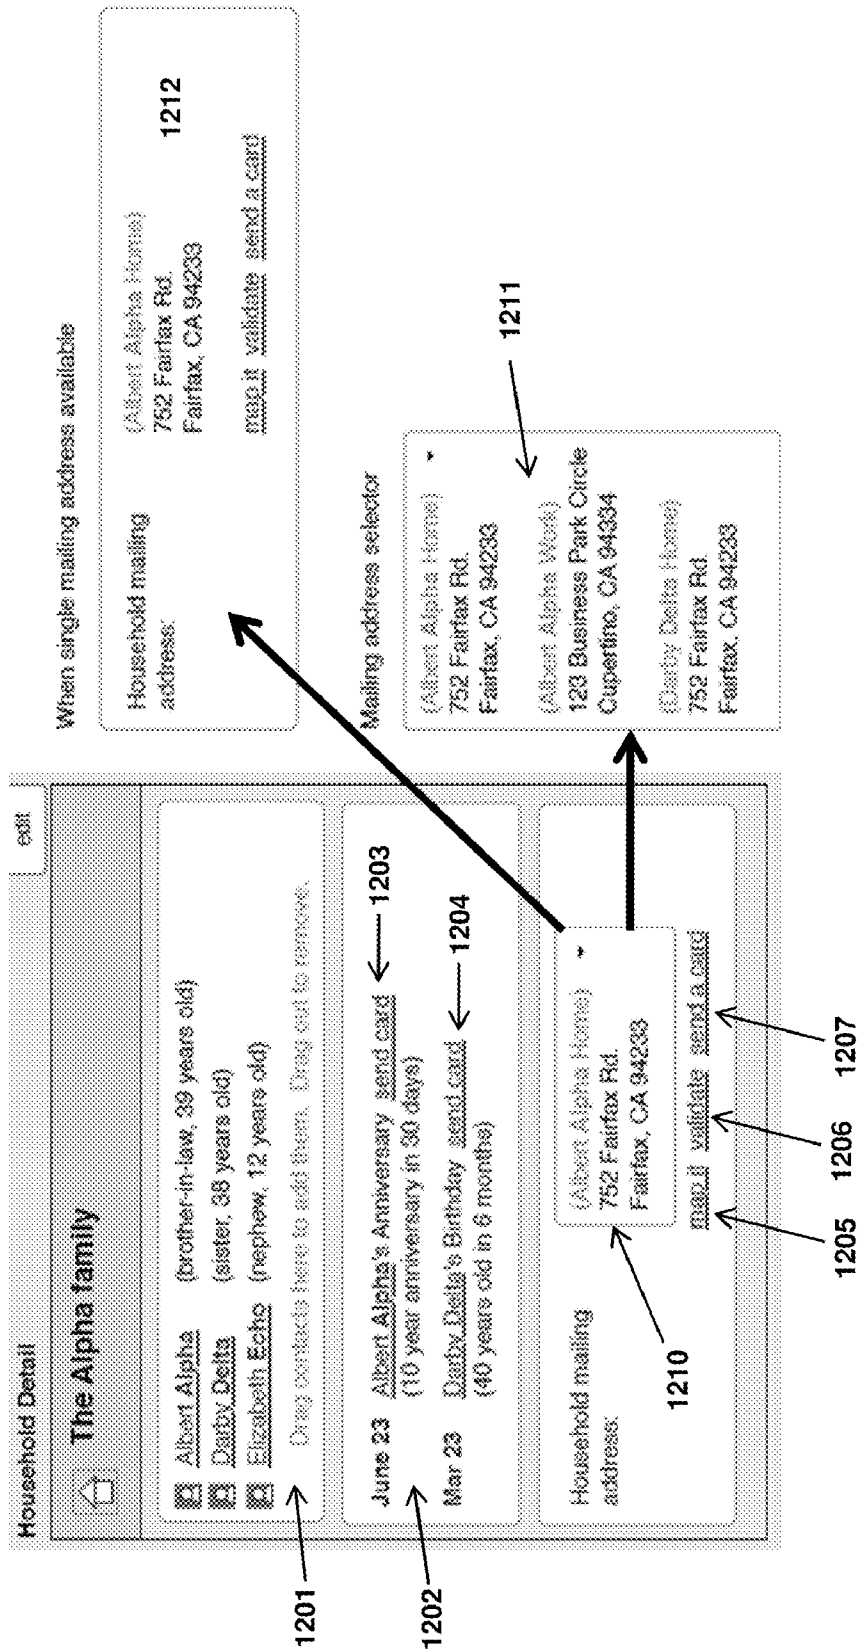 Household Detail
edit
The Alpha family
Albert Alpha (brother-in-law, 39 years old)
Darby Delta (sister, 38 years old)
Elizabeth Echo (nephew, 12 years old)
Drag contacts here to add them. Drag out to remove.
1201
June 23 Albert Alpha's Anniversary send card
(10 year anniversary in 30 days)
1203
Mar 23 Darby Delta's Birthday send card
(40 years old in 6 months)
1204
1202
Household mailing
address:
(Albert Alpha Home)
752 Fairfax Rd.
Fairfax, CA 94233
1210
map it validate send a card
1205
1206
1207
When single mailing address available
Household mailing
address:
(Albert Alpha Home)
752 Fairfax Rd.
Fairfax, CA 94233
map it validate send a card
1212
Mailing address selector
(Albert Alpha Home)
752 Fairfax Rd.
Fairfax, CA 94233
(Albert Alpha Work)
123 Business Park Circle
Cupertino, CA 94334
(Darby Delta Home)
752 Fairfax Rd.
Fairfax, CA 94233
1211